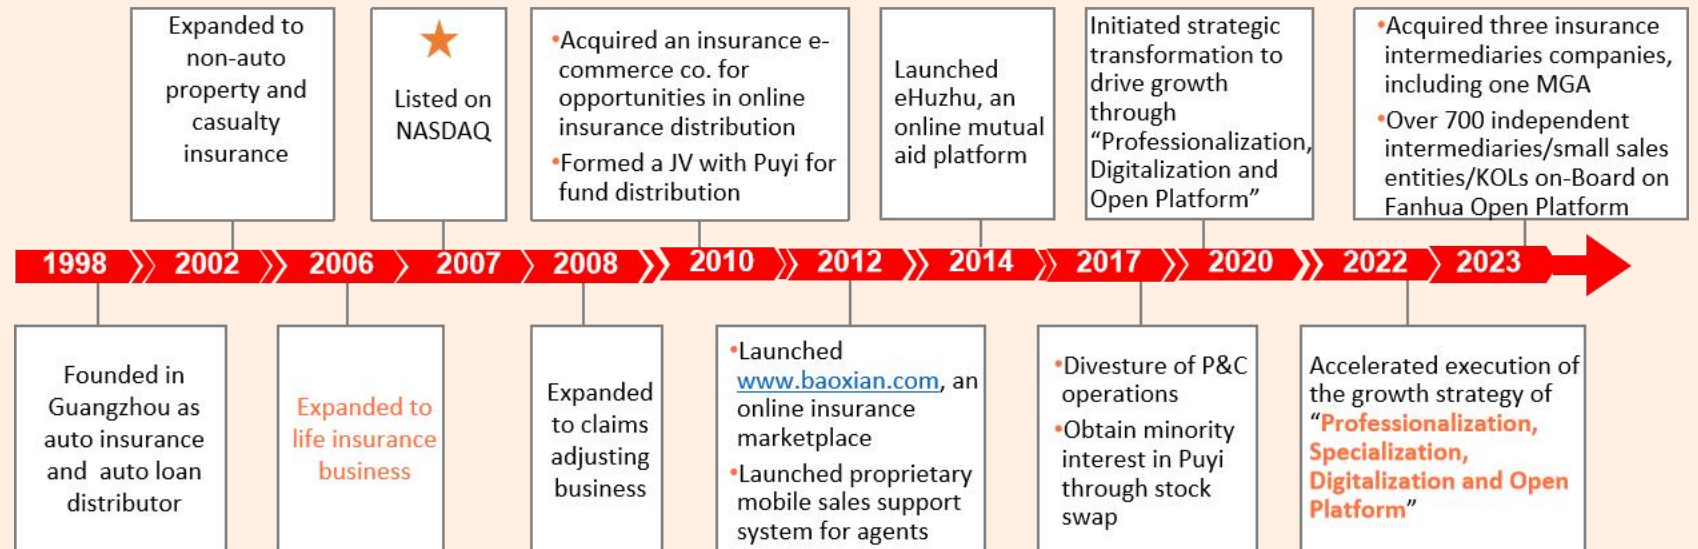 Expanded to
non-auto
property and
casualty
insurance
Listed on
NASDAQ
•Acquired an insurance e-
commerce co. for
opportunities in online
insurance distribution
•Formed a JV with Puyi for
fund distribution
Launched
eHuzhu, an
online mutual
aid platform
Initiated strategic
transformation to
drive growth
through
“Professionalization,
Digitalization and
Open Platform”
•Acquired three insurance
intermediaries companies,
including one MGA
•Over 700 independent
intermediaries/small sales
entities/KOLs on-Board on
Fanhua Open Platform
1998 2002 2006 2007 2008 2010 2012 2014 2017 2020 2022 2023
Founded in
Guangzhou as
auto insurance
and auto loan
distributor
Expanded to
life insurance
business
Expanded
to claims
adjusting
business
•Launched
www.baoxian.com, an
online insurance
marketplace
•Launched proprietary
mobile sales support
system for agents
•Divesture of P&C
operations
•Obtain minority
interest in Puyi
through stock
swap
Accelerated execution of
the growth strategy of
“Professionalization,
Specialization,
Digitalization and Open
Platform”